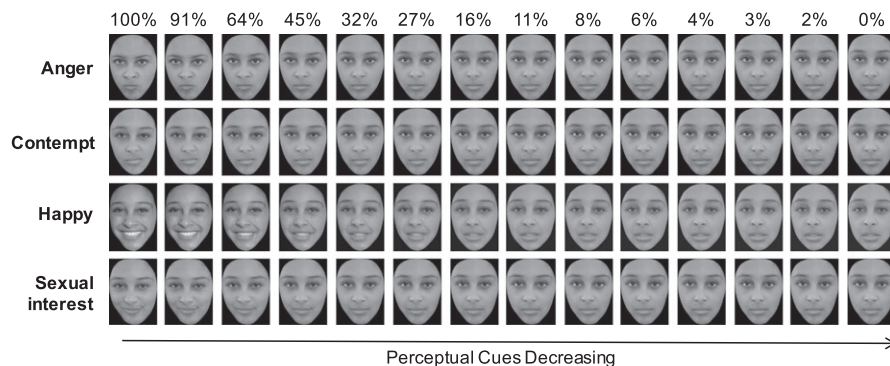 100% 91% 64% 45% 32% 27% 16% 11% 8% 6% 4% 3% 2% 0%
Anger
Contempt
Happy
Sexual
interest
Perceptual Cues Decreasing